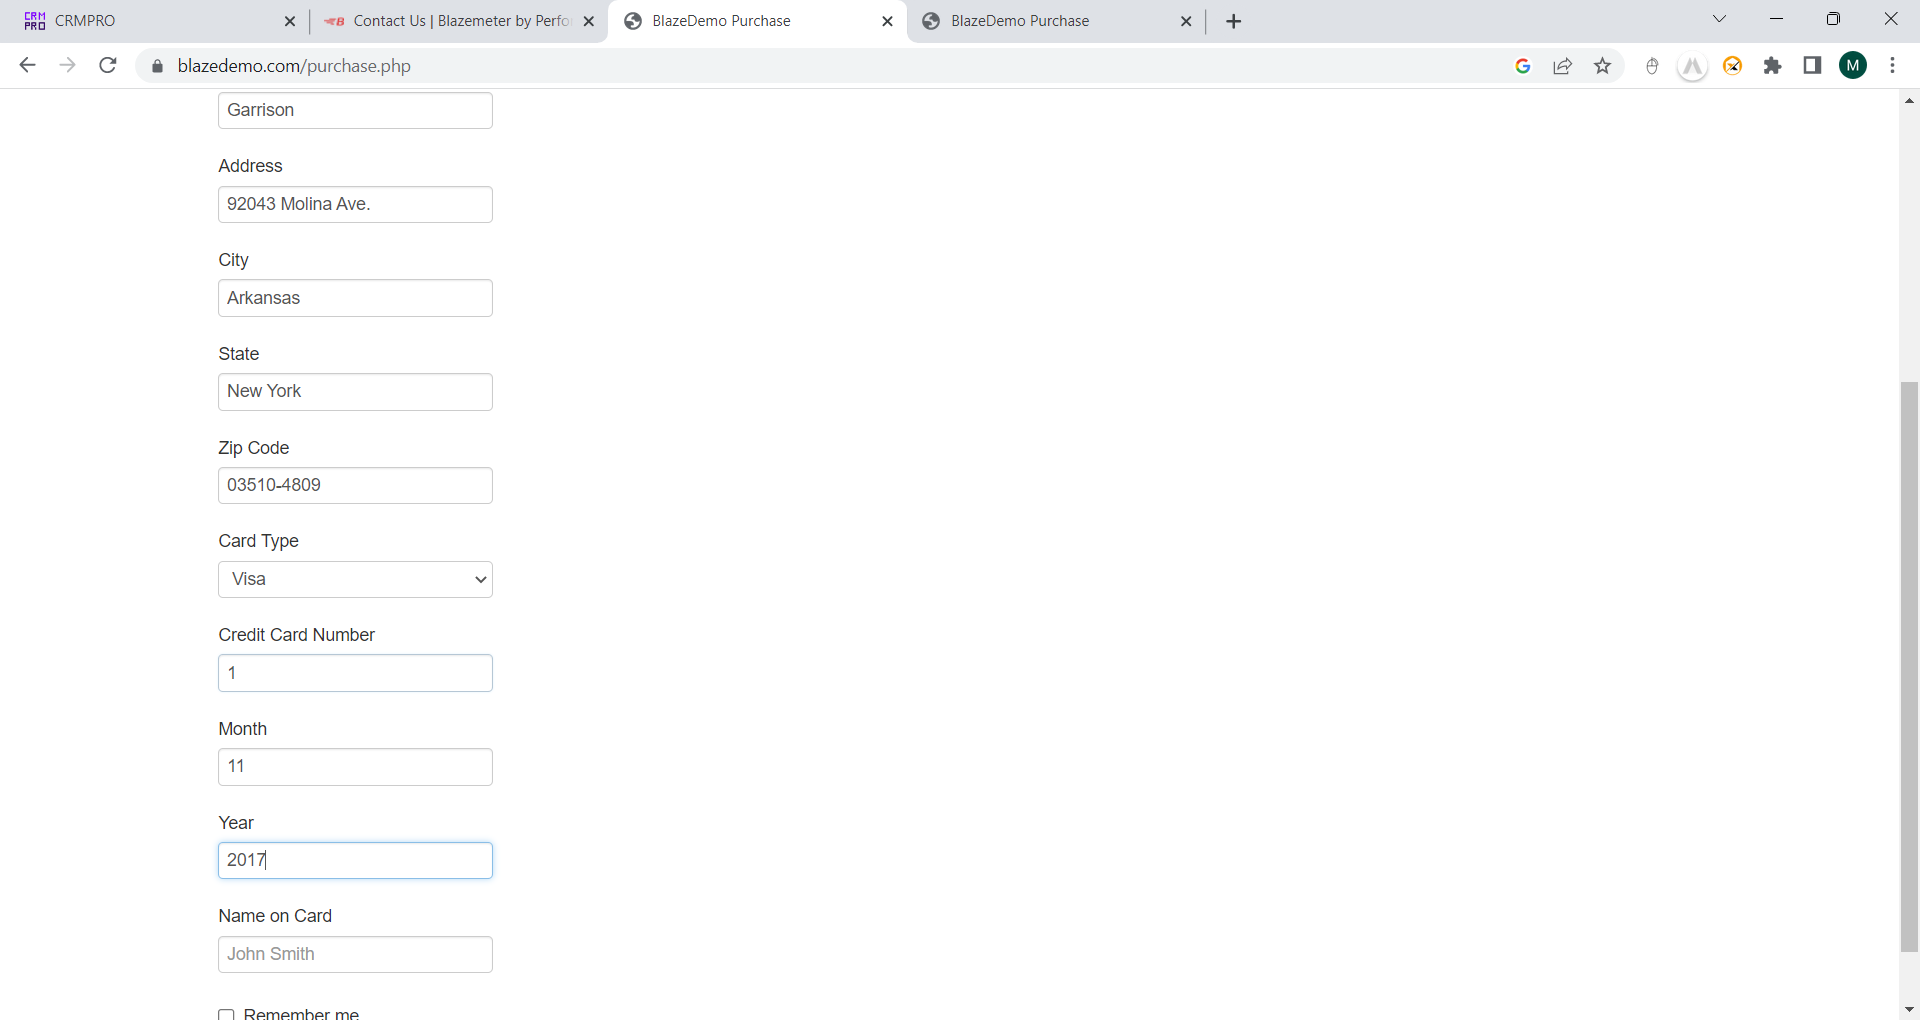 CRM
PRO
CRMPRO
Contact Us | Blazemeter by Perfo
BlazeDemo Purchase
BlazeDemo Purchase
blazedemo.com/purchase.php
M
Garrison
Address
92043 Molina Ave.
City
Arkansas
State
New York
Zip Code
03510-4809
Card Type
Visa
Credit Card Number
1
Month
11
Year
2017
Name on Card
John Smith
Remember me